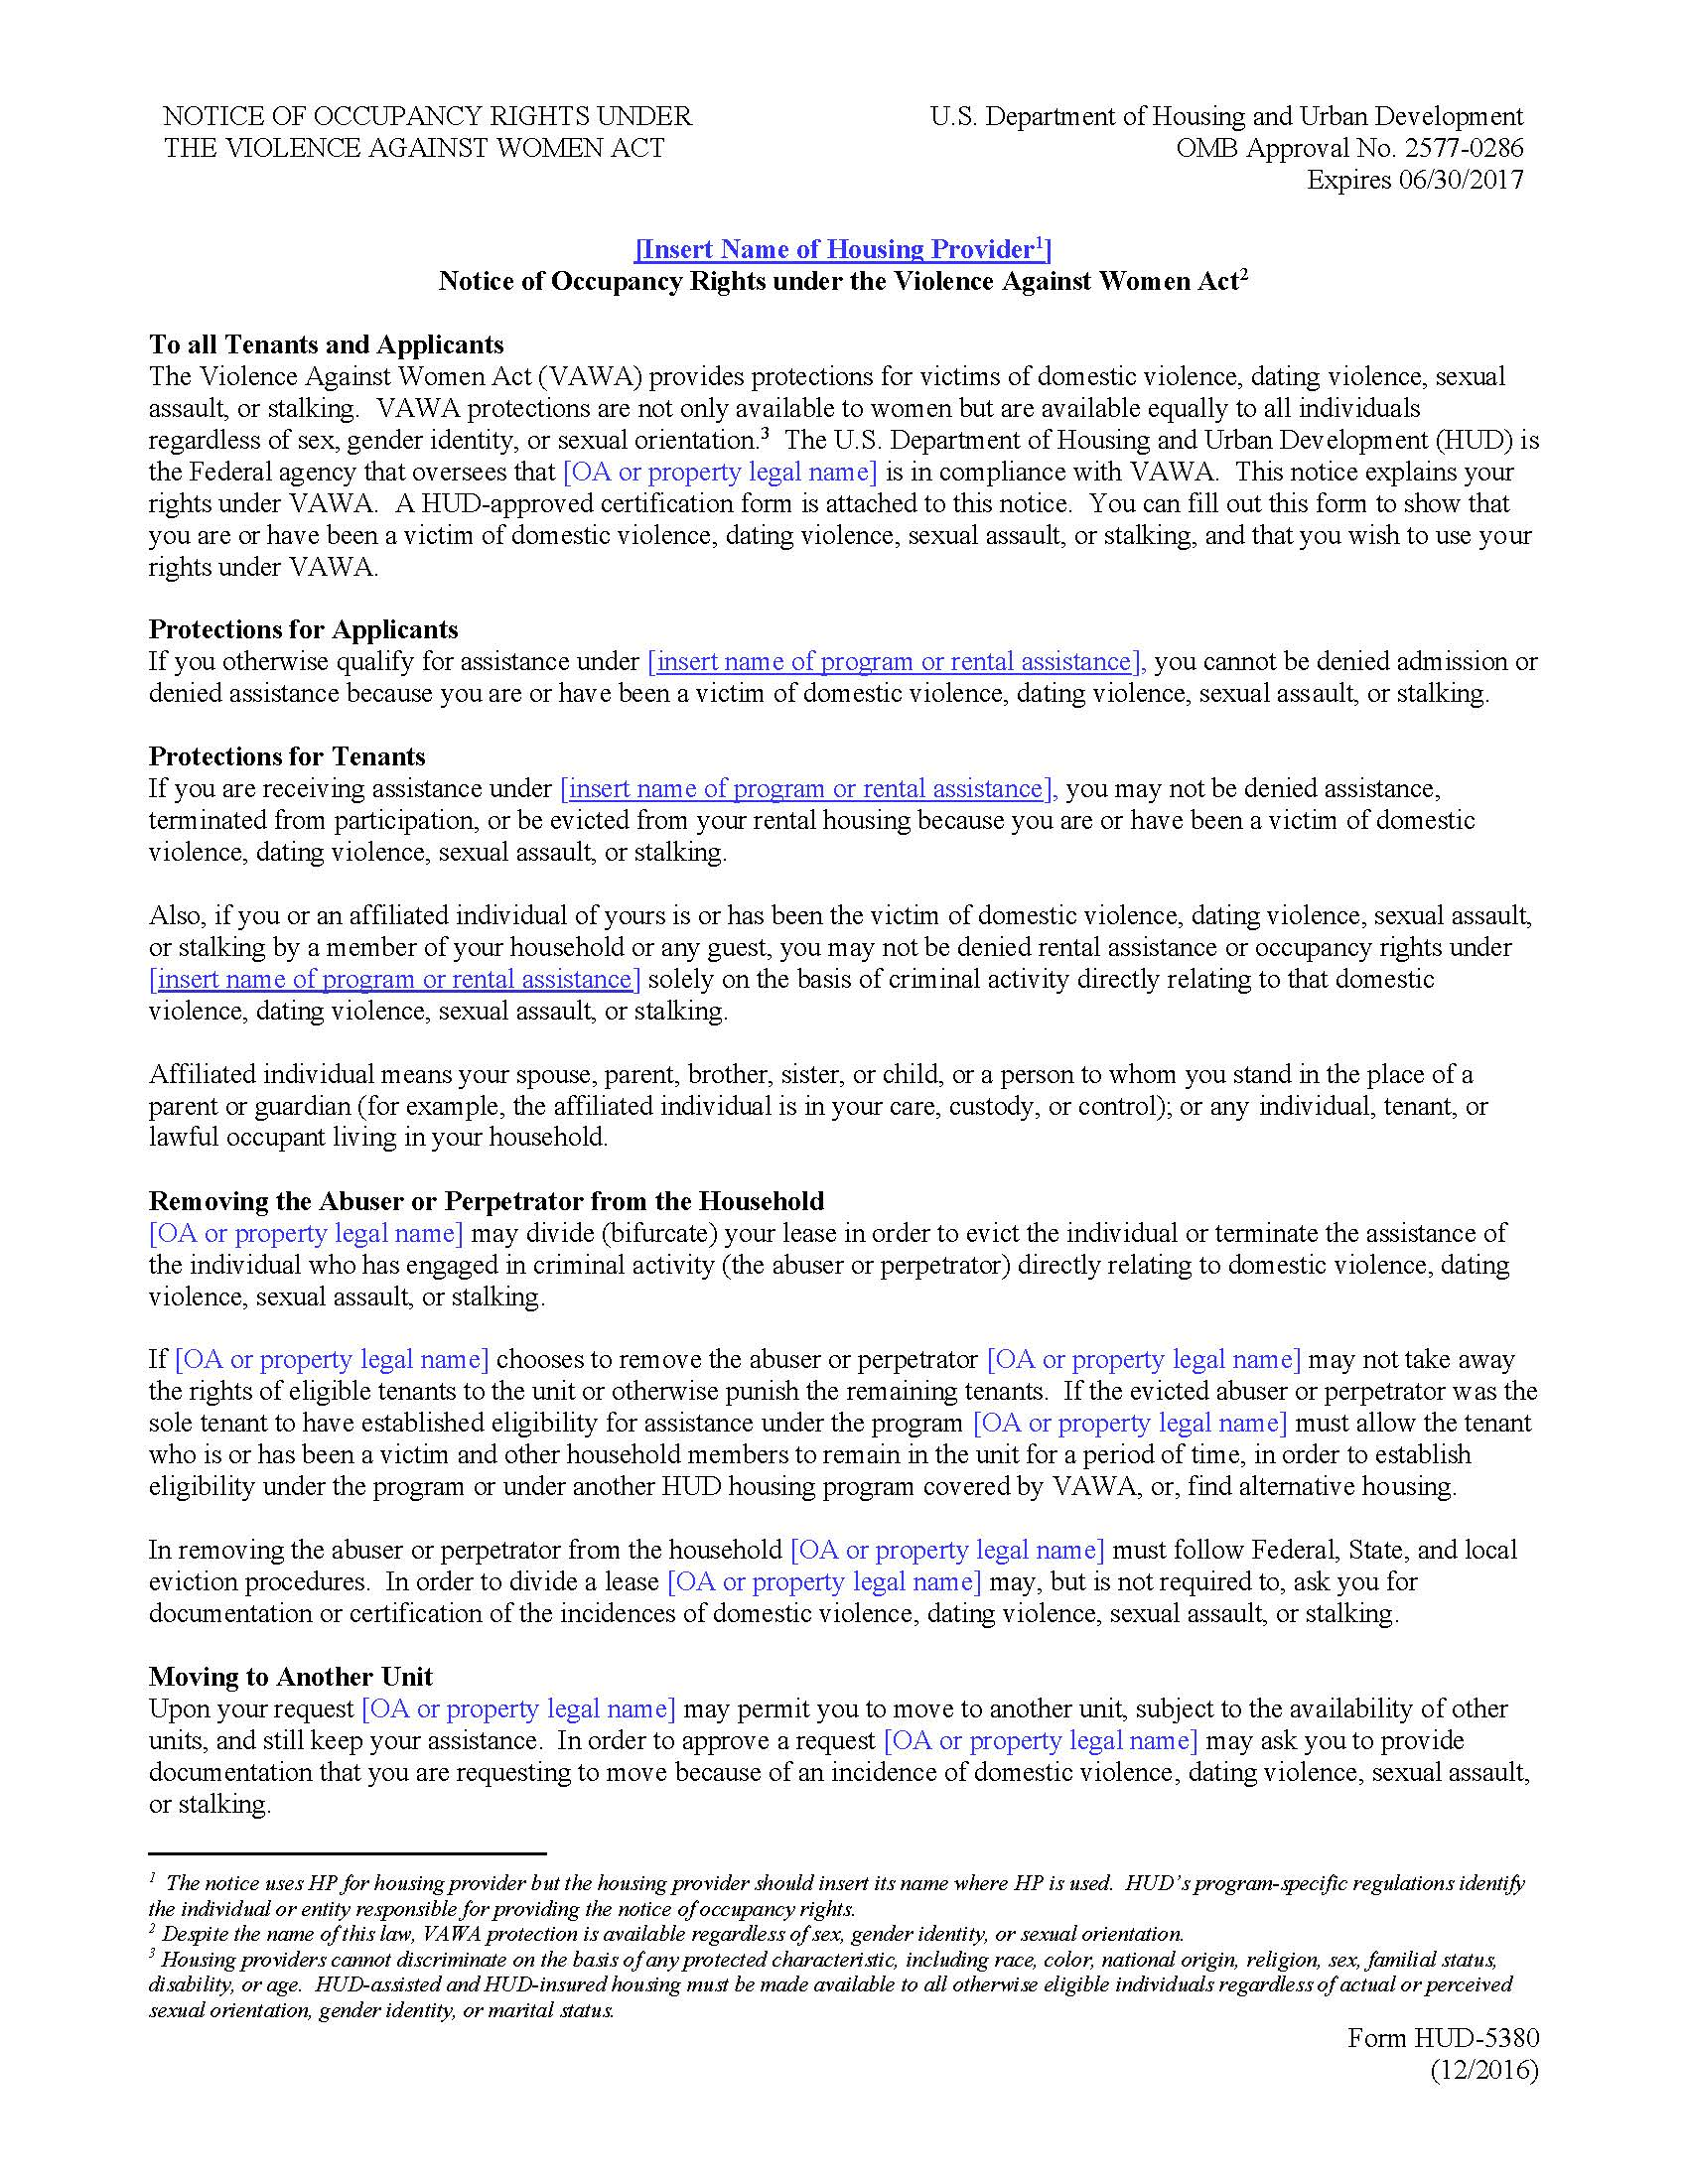 NOTICE OF OCCUPANCY RIGHTS UNDER
THE VIOLENCE AGAINST WOMEN ACT
U.S. Department of Housing and Urban Development
OMB Approval No. 2577-0286
Expires 06/30/2017
[Insert Name of Housing Provider1]
Notice of Occupancy Rights under the Violence Against Women Act2
To all Tenants and Applicants
The Violence Against Women Act (VAWA) provides protections for victims of domestic violence, dating violence, sexual
assault, or stalking. VAWA protections are not only available to women but are available equally to all individuals
regardless of sex, gender identity, or sexual orientation.3 The U.S. Department of Housing and Urban Development (HUD) is
the Federal agency that oversees that [OA or property legal name] is in compliance with VAWA. This notice explains your
rights under VAWA. A HUD-approved certification form is attached to this notice. You can fill out this form to show that
you are or have been a victim of domestic violence, dating violence, sexual assault, or stalking, and that you wish to use your
rights under VAWA.
Protections for Applicants
If you otherwise qualify for assistance under [insert name of program or rental assistance], you cannot be denied admission or
denied assistance because you are or have been a victim of domestic violence, dating violence, sexual assault, or stalking.
Protections for Tenants
If you are receiving assistance under [insert name of program or rental assistance], you may not be denied assistance,
terminated from participation, or be evicted from your rental housing because you are or have been a victim of domestic
violence, dating violence, sexual assault, or stalking.
Also, if you or an affiliated individual of yours is or has been the victim of domestic violence, dating violence, sexual assault,
or stalking by a member of your household or any guest, you may not be denied rental assistance or occupancy rights under
[insert name of program or rental assistance] solely on the basis of criminal activity directly relating to that domestic
violence, dating violence, sexual assault, or stalking.
Affiliated individual means your spouse, parent, brother, sister, or child, or a person to whom you stand in the place of a
parent or guardian (for example, the affiliated individual is in your care, custody, or control); or any individual, tenant, or
lawful occupant living in your household.
Removing the Abuser or Perpetrator from the Household
[OA or property legal name] may divide (bifurcate) your lease in order to evict the individual or terminate the assistance of
the individual who has engaged in criminal activity (the abuser or perpetrator) directly relating to domestic violence, dating
violence, sexual assault, or stalking.
If [OA or property legal name] chooses to remove the abuser or perpetrator [OA or property legal name] may not take away
the rights of eligible tenants to the unit or otherwise punish the remaining tenants. If the evicted abuser or perpetrator was the
sole tenant to have established eligibility for assistance under the program [OA or property legal name] must allow the tenant
who is or has been a victim and other household members to remain in the unit for a period of time, in order to establish
eligibility under the program or under another HUD housing program covered by VAWA, or, find alternative housing.
In removing the abuser or perpetrator from the household [OA or property legal name] must follow Federal, State, and local
eviction procedures. In order to divide a lease [OA or property legal name] may, but is not required to, ask you for
documentation or certification of the incidences of domestic violence, dating violence, sexual assault, or stalking.
Moving to Another Unit
Upon your request [OA or property legal name] may permit you to move to another unit, subject to the availability of other
units, and still keep your assistance. In order to approve a request [OA or property legal name] may ask you to provide
documentation that you are requesting to move because of an incidence of domestic violence, dating violence, sexual assault,
or stalking.
1 The notice uses HP for housing provider but the housing provider should insert its name where HP is used. HUD's program-specific regulations identify
the individual or entity responsible for providing the notice of occupancy rights.
2 Despite the name of this law, VAWA protection is available regardless of sex, gender identity, or sexual orientation.
3 Housing providers cannot discriminate on the basis of any protected characteristic, including race, color, national origin, religion, sex, familial status,
disability, or age. HUD-assisted and HUD-insured housing must be made available to all otherwise eligible individuals regardless of actual or perceived
sexual orientation, gender identity, or marital status.
Form HUD-5380
(12/2016)